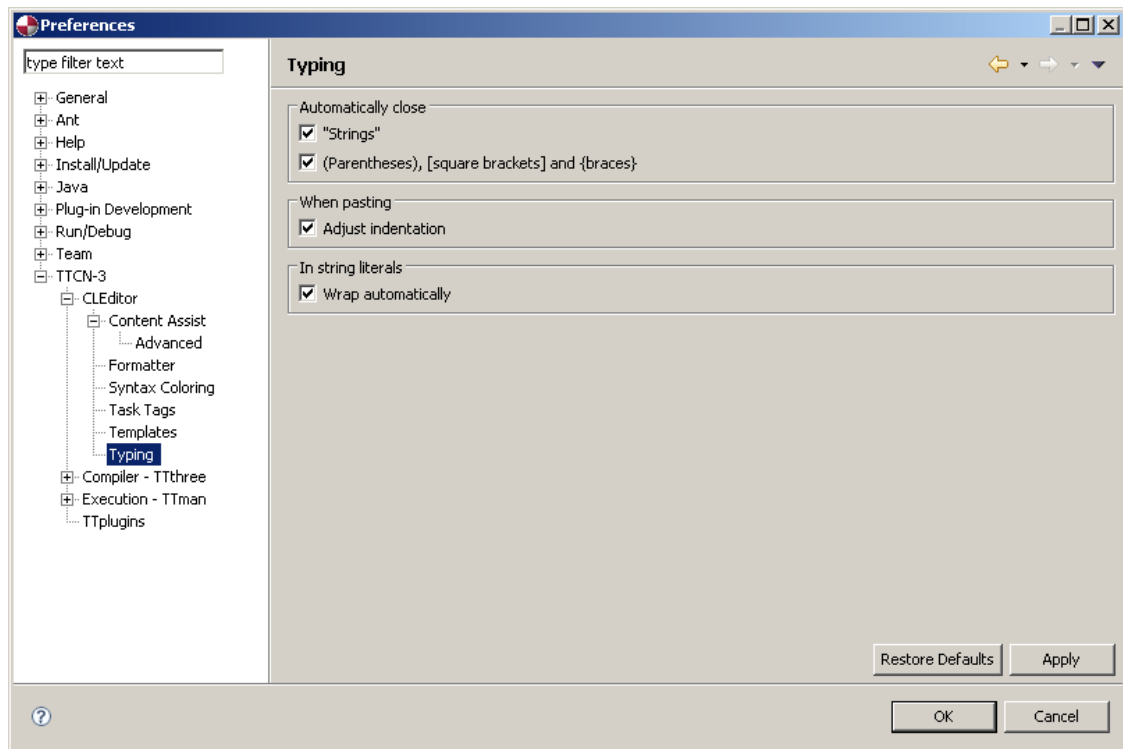 Preferences
type filter text
General
Ant
Help
Install/Update
Java
Plug-in Development
Run/Debug
Team
TTCN-3
CLEditor
Content Assist
Advanced
Formatter
Syntax Coloring
Task Tags
Templates
Typing
Compiler - TTthree
Execution - TTman
TTplugins
Typing
Automatically close
"Strings"
(Parentheses), [square brackets] and {braces}
When pasting
Adjust indentation
In string literals
Wrap automatically
Restore Defaults
Apply
?
OK
Cancel